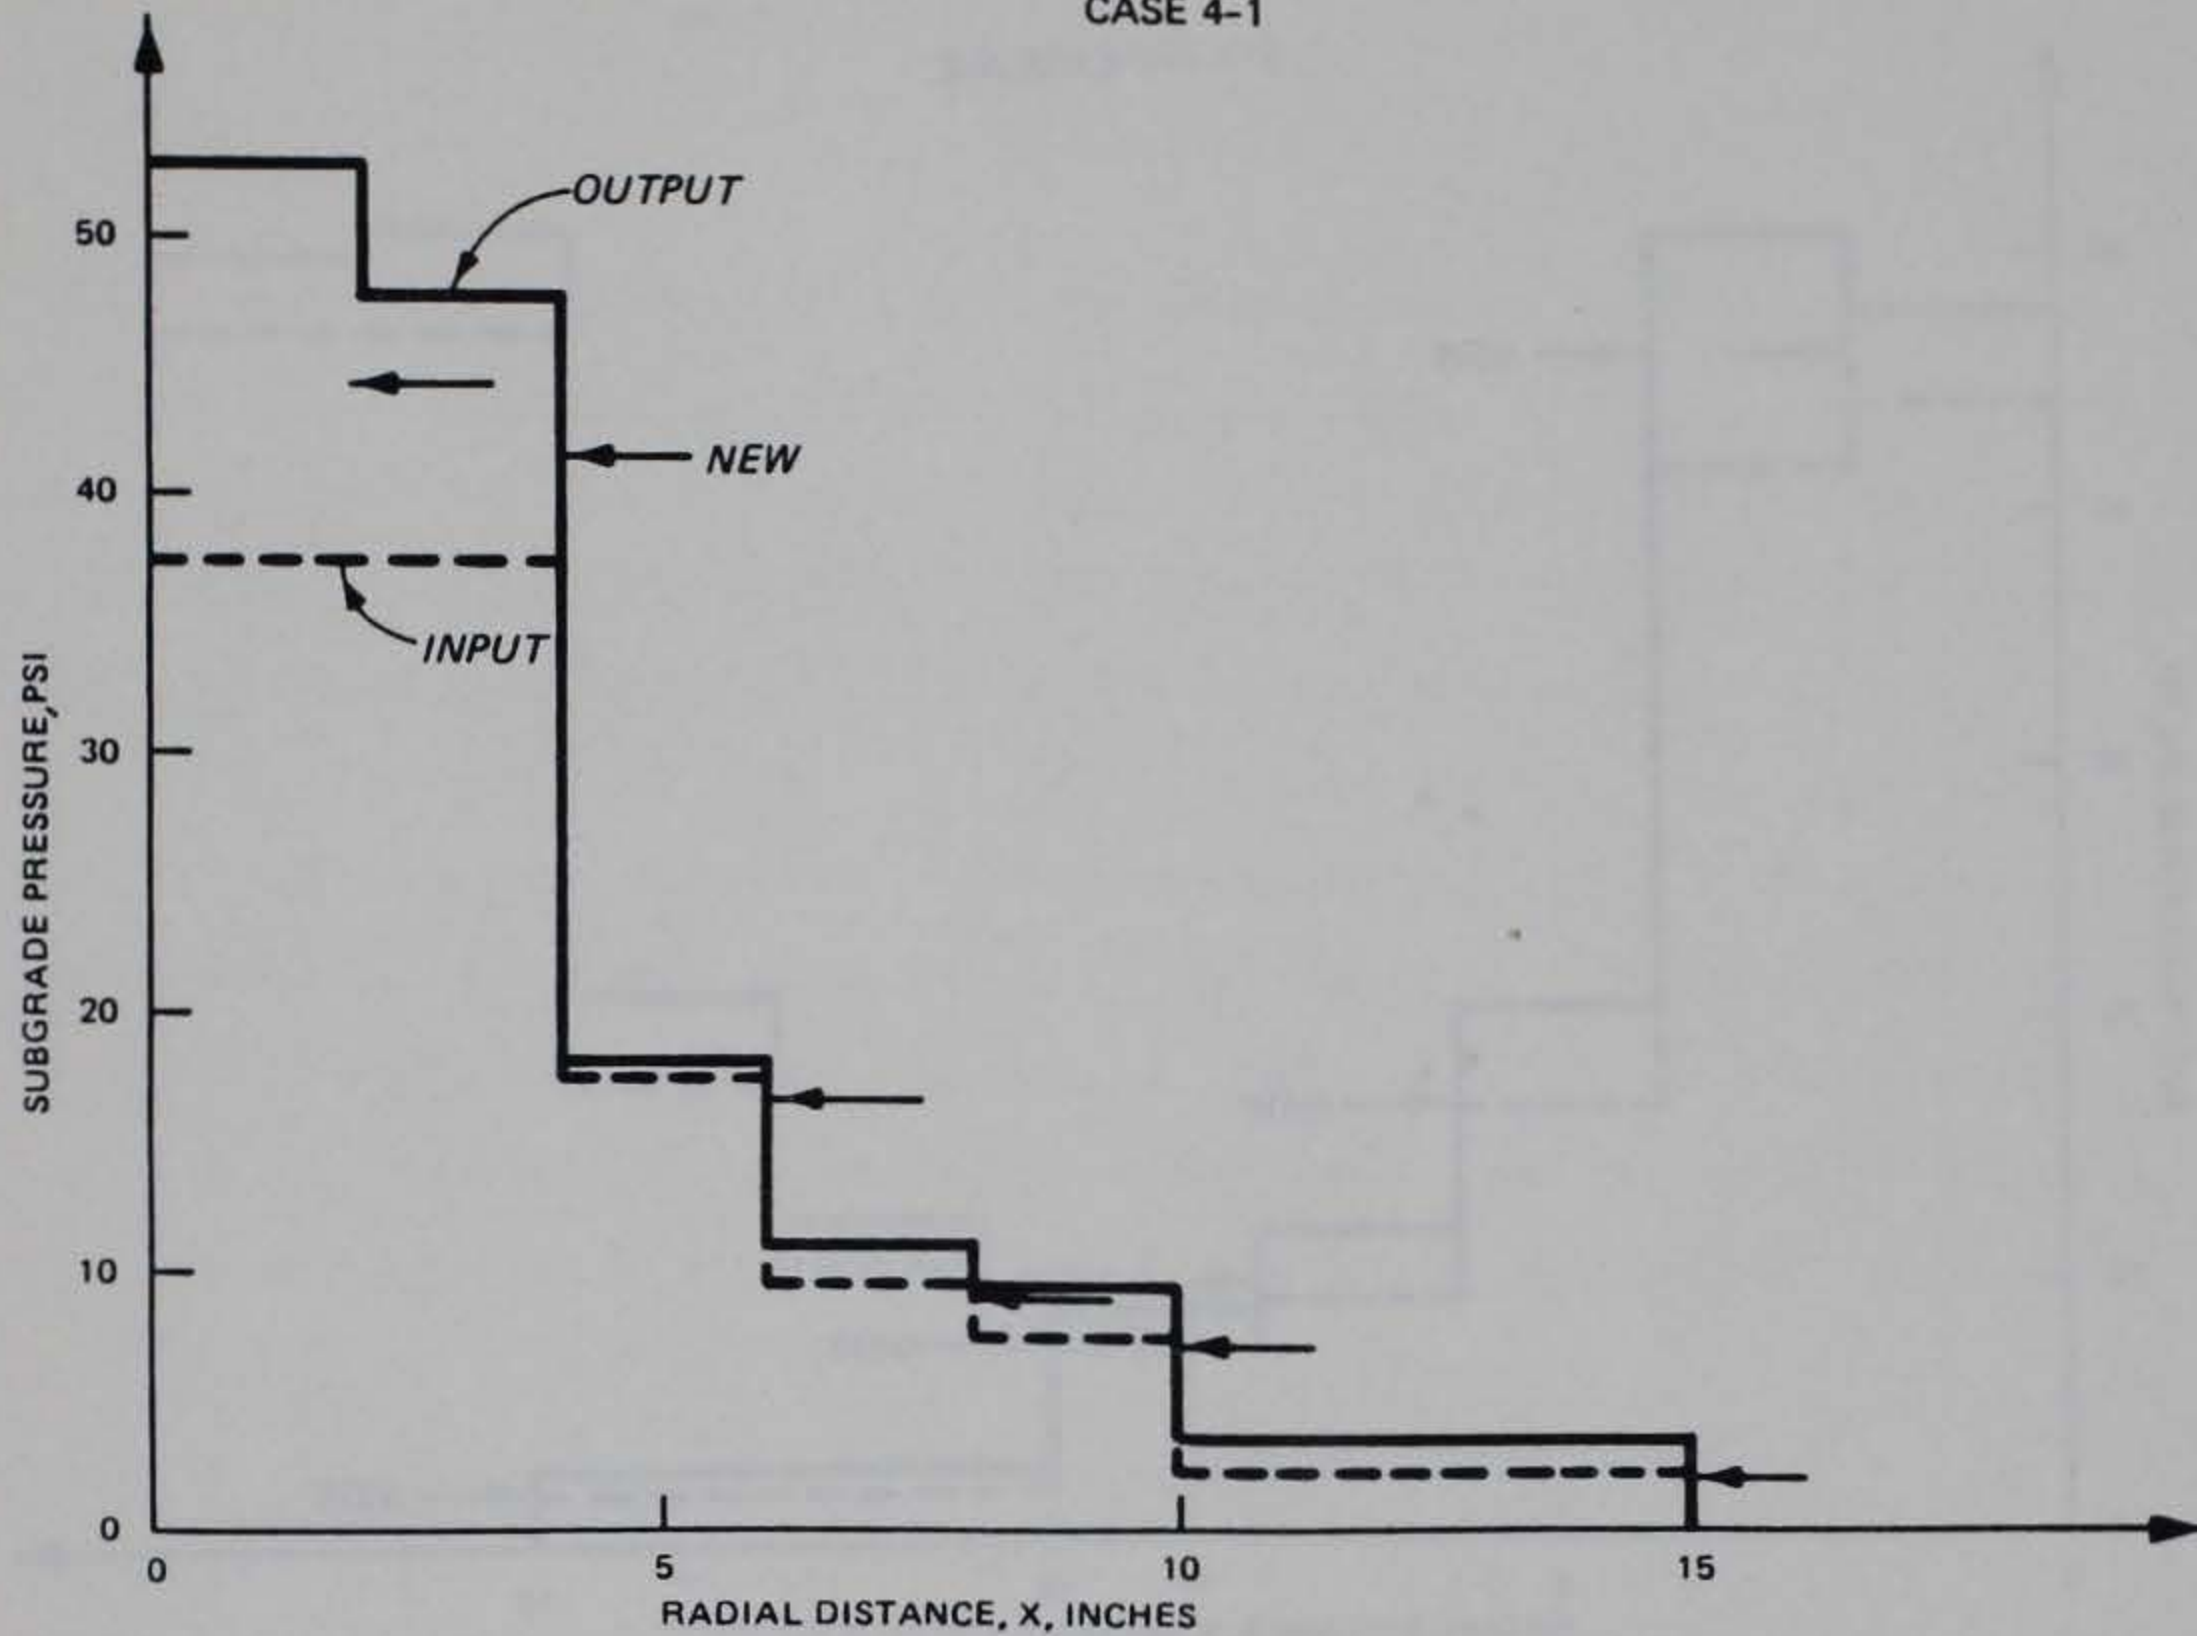 CASE 4-1
OUTPUT
50
NEW
40
INPUT
SUBGRADE PRESSURE, PSI
30
20
10
0
0 5 10 15
RADIAL DISTANCE, X, INCHES